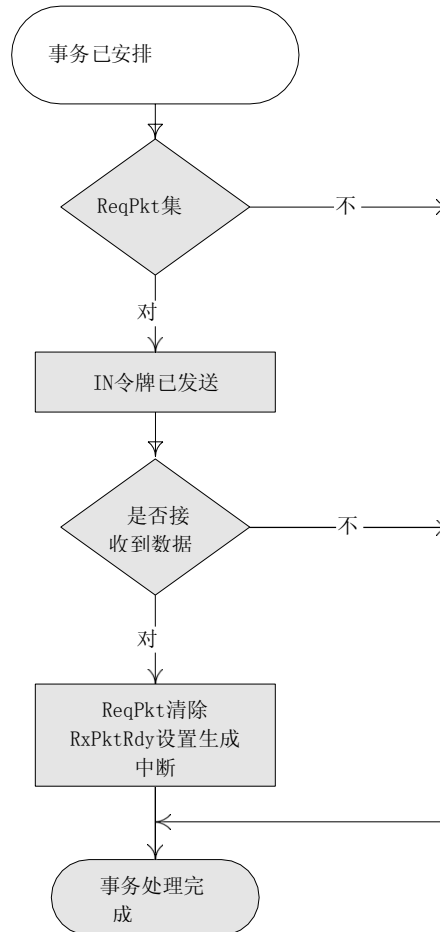 事务已安排
ReqPkt集
不
对
IN令牌已发送
是否接
收到数据
不
对
ReqPkt清除
RxPktRdy设置生成
中断
事务处理完
成